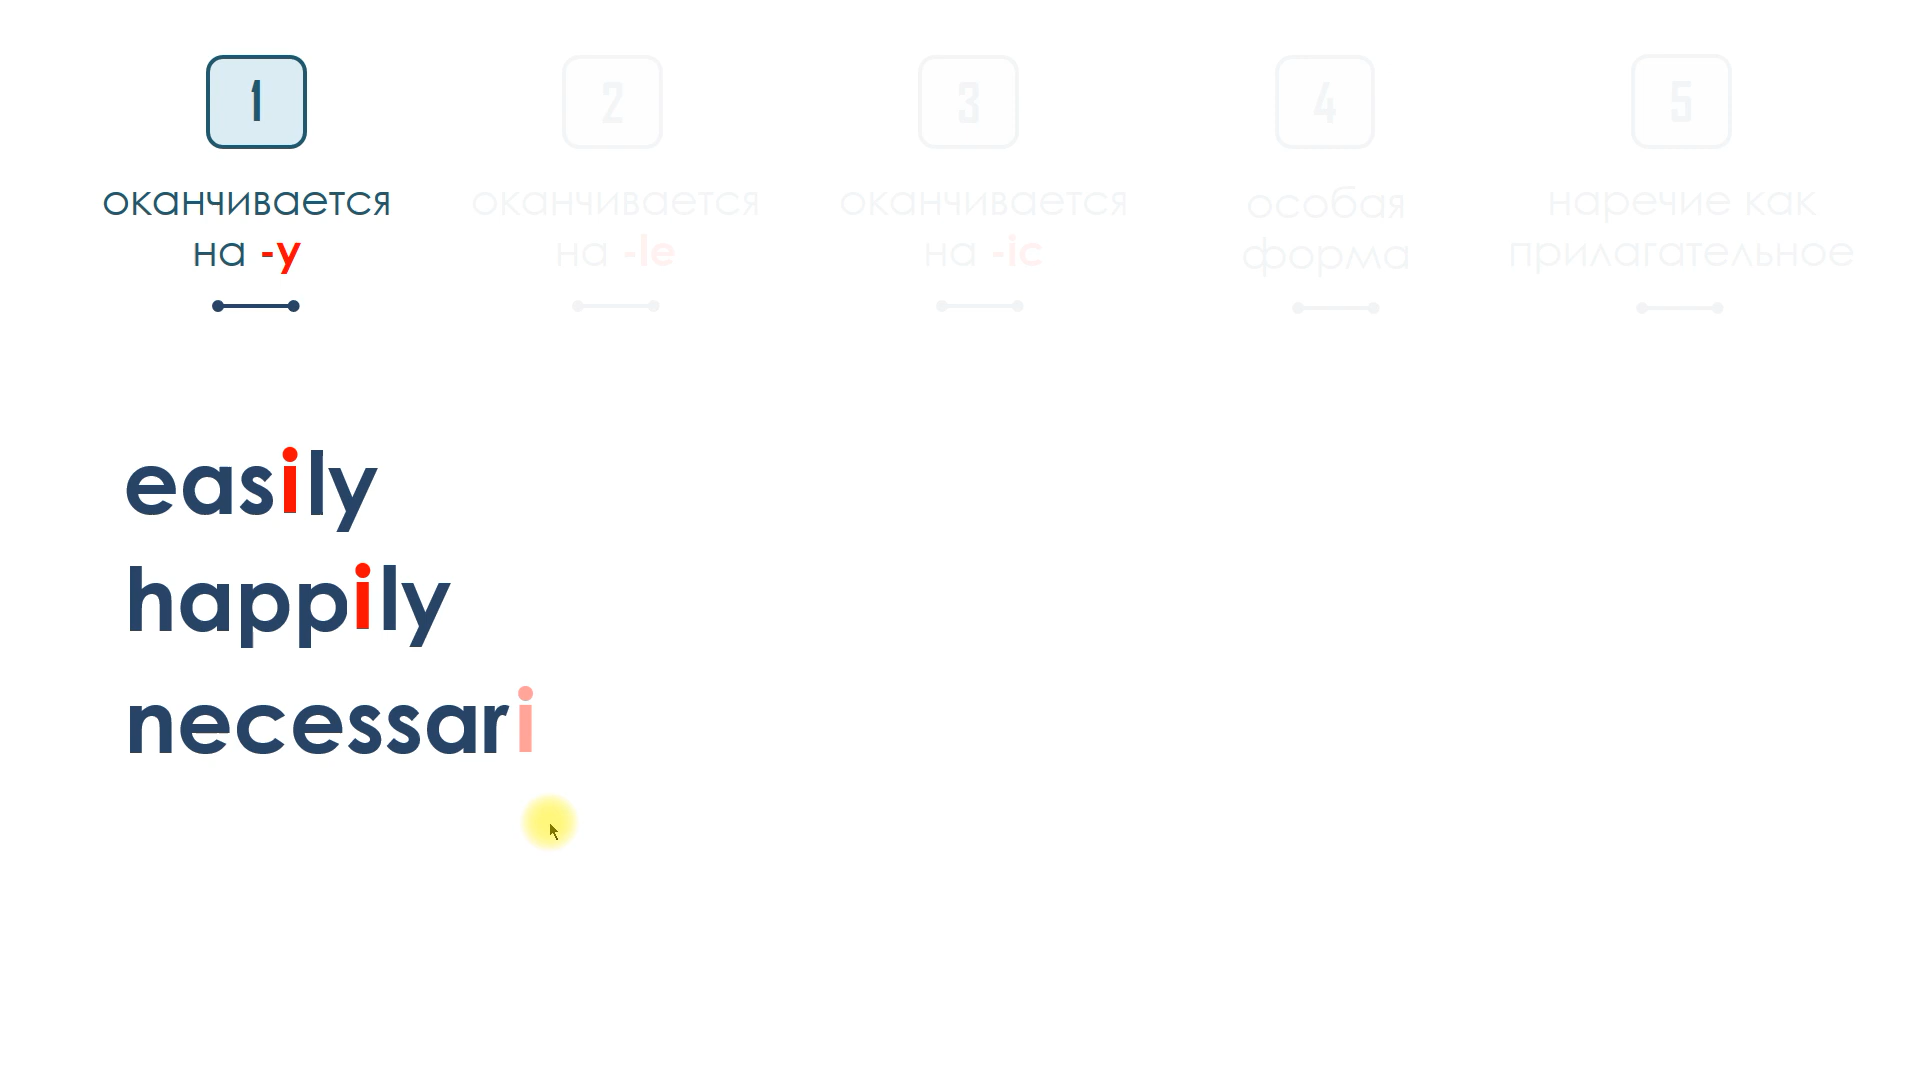 1
2
3
4
5
оканчивается
на -y
оканчивается
на -le
оканчивается
на -ic
особая
форма
наречие как
прилагательное
easily
happily
necessari